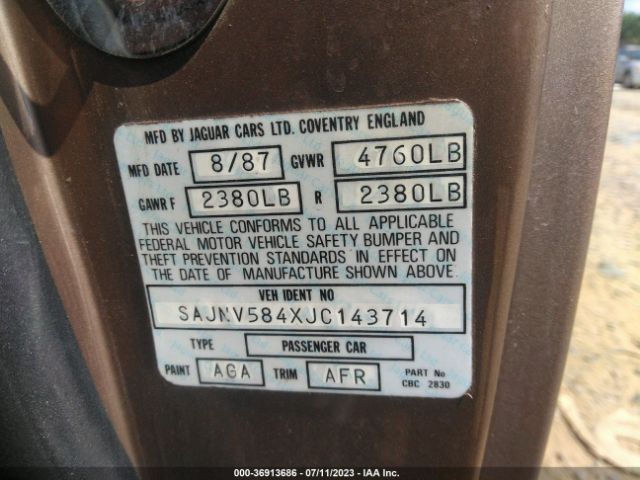 MFD BY JAGUAR CARS LTD. COVENTRY ENGLAND
MFD DATE 8/87 GVWR 4760LB
GAWR F 2380LB R 2380LB
THIS VEHICLE CONFORMS TO ALL APPLICABLE
FEDERAL MOTOR VEHICLE SAFETY BUMPER AND
THEFT PREVENTION STANDARDS IN EFFECT ON
THE DATE OF MANUFACTURE SHOWN ABOVE.
VEH IDENT NO
SAJNV584XJC143714
TYPE PASSENGER CAR
PAINT AGA TRIM AFR PART No
CBC 2830
000-36913686 - 07/11/2023 - IAA Inc.